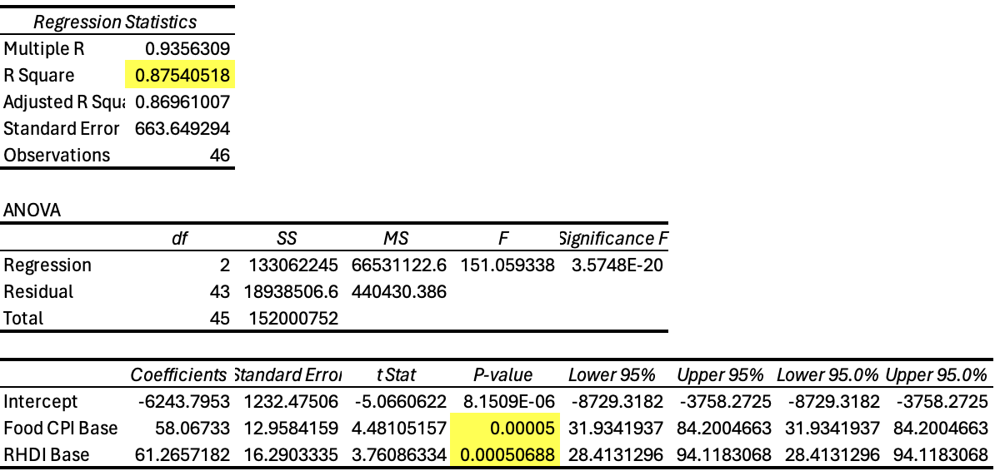 Regression Statistics
Multiple R 0.9356309
R Square 0.87540518
Adjusted R Squa 0.86961007
Standard Error 663.649294
Observations 46
ANOVA
df SS MS F Significance F
Regression 2 133062245 66531122.6 151.059338 3.5748E-20
Residual 43 18938506.6 440430.386
Total 45 152000752
Coefficients Standard Error t Stat P-value Lower 95% Upper 95% Lower 95.0% Upper 95.0%
Intercept -6243.7953 1232.47506 -5.0660622 8.1509E-06 -8729.3182 -3758.2725 -8729.3182 -3758.2725
Food CPI Base 58.06733 12.9584159 4.48105157 0.00005 31.9341937 84.2004663 31.9341937 84.2004663
RHDI Base 61.2657182 16.2903335 3.76086334 0.00050688 28.4131296 94.1183068 28.4131296 94.1183068